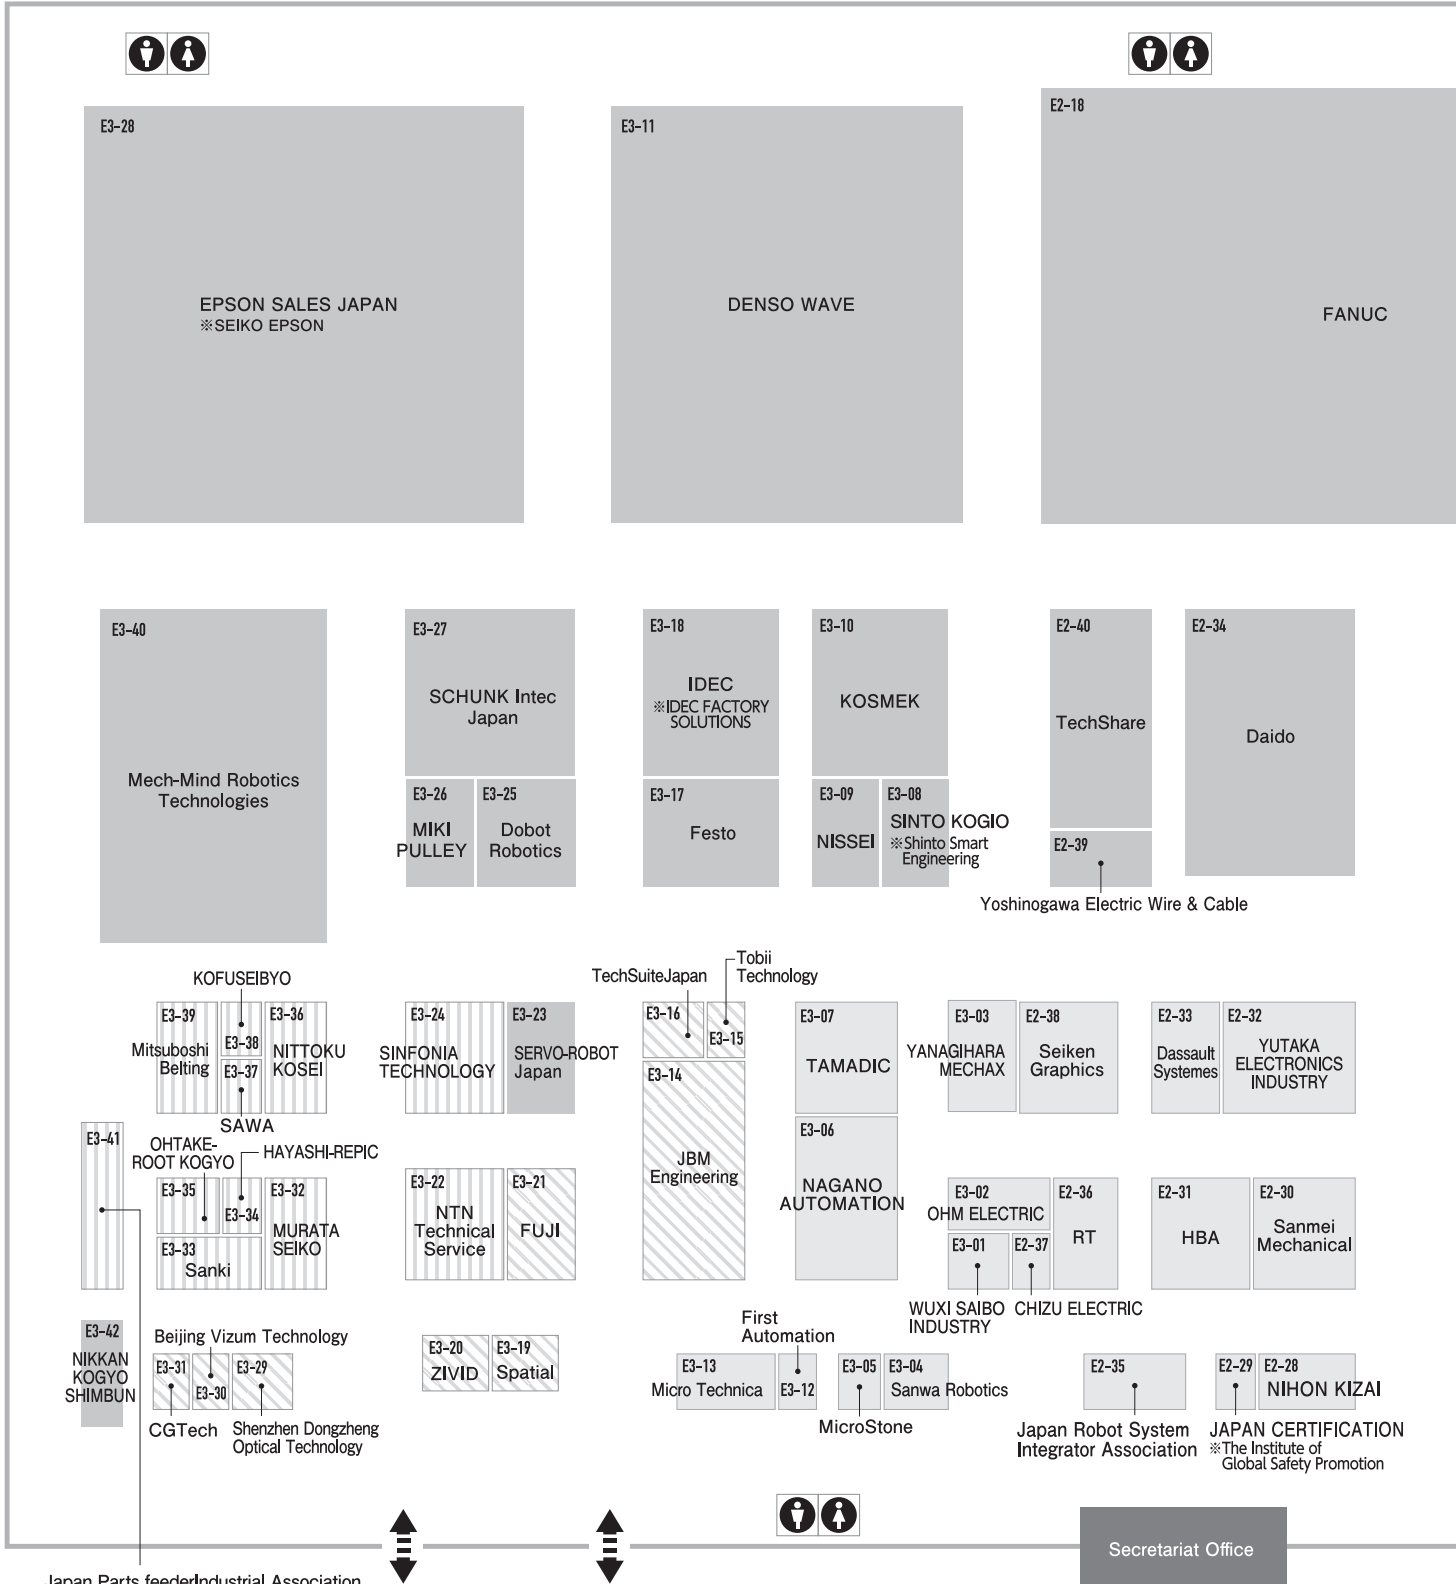 E3-28
EPSON SALES JAPAN
※SEIKO EPSON
E3-11
DENSO WAVE
E2-18
FANUC
E3-40
Mech-Mind Robotics
Technologies
E3-27
SCHUNK Intec
Japan
E3-26
MIKI
PULLEY
E3-25
Dobot
Robotics
E3-18
IDEC
※IDEC FACTORY
SOLUTIONS
E3-17
Festo
E3-10
KOSMEK
E3-09
NISSEI
E3-08
SINTO KOGIO
※Shinto Smart
Engineering
E2-40
TechShare
E2-39
Yoshinogawa Electric Wire & Cable
E2-34
Daido
KOFUSEIBYO
E3-39
Mitsuboshi
Belting
E3-38
E3-37
SAWA
E3-36
NITTOKU
KOSEI
E3-24
SINFONIA
TECHNOLOGY
E3-23
SERVO-ROBOT
Japan
TechSuiteJapan
E3-16
Tobii
Technology
E3-15
E3-14
JBM
Engineering
E3-07
TAMADIC
E3-06
NAGANO
AUTOMATION
E3-03
YANAGIHARA
MECHAX
E2-38
Seiken
Graphics
E2-33
Dassault
Systemes
E2-32
YUTAKA
ELECTRONICS
INDUSTRY
E3-41
OHTAKE-
ROOT KOGYO
E3-35
HAYASHI-REPIC
E3-34
E3-33
Sanki
E3-32
MURATA
SEIKO
E3-22
NTN
Technical
Service
E3-21
FUJI
E3-02
OHM ELECTRIC
E3-01
WUXI SAIBO
INDUSTRY
E2-37
CHIZU ELECTRIC
E2-36
RT
E2-31
HBA
E2-30
Sanmei
Mechanical
E3-42
NIKKAN
KOGYO
SHIMBUN
Beijing Vizum Technology
E3-31
CGTech
E3-30
E3-29
Shenzhen Dongzheng
Optical Technology
E3-20
ZIVID
E3-19
Spatial
E3-13
Micro Technica
First
Automation
E3-12
E3-05
MicroStone
E3-04
Sanwa Robotics
E2-35
Japan Robot System
Integrator Association
E2-29
JAPAN CERTIFICATION
※The Institute of
Global Safety Promotion
E2-28
NIHON KIZAI
Secretariat Office
Japan Parts feederIndustrial Association